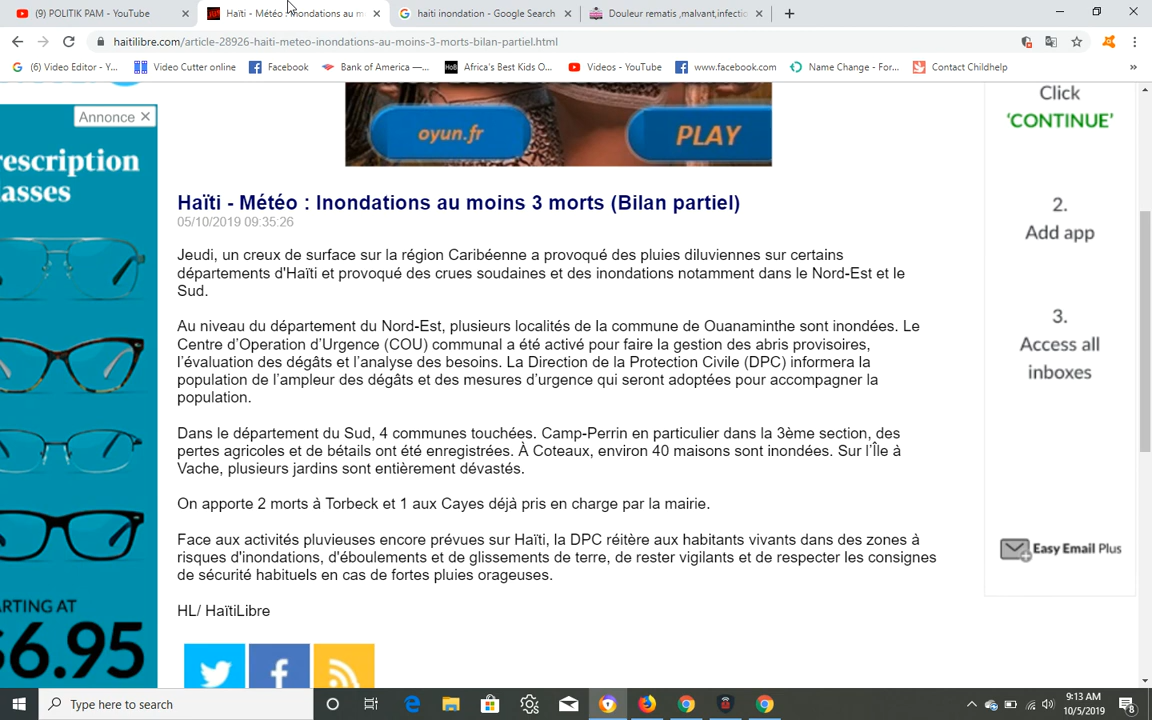 (9) POLITIK PAM - YouTube
Haïti - Météo : Inondations au m
haiti inondation - Google Search
Douleur rematis ,malvant,infectio
haitilibre.com/article-28926-haiti-meteo-inondations-au-moins-3-morts-bilan-partiel.html
(6) Video Editor - Y...
Video Cutter online
Facebook
Bank of America —...
Africa's Best Kids O...
Videos - YouTube
www.facebook.com
Name Change - For...
Contact Childhelp
Annonce
rescription
lasses
ARTING AT
$6.95
oyun.fr
PLAY
Haïti - Météo : Inondations au moins 3 morts (Bilan partiel)
05/10/2019 09:35:26
Jeudi, un creux de surface sur la région Caribéenne a provoqué des pluies diluviennes sur certains
départements d'Haïti et provoqué des crues soudaines et des inondations notamment dans le Nord-Est et le
Sud.
Au niveau du département du Nord-Est, plusieurs localités de la commune de Ouanaminthe sont inondées. Le
Centre d'Operation d'Urgence (COU) communal a été activé pour faire la gestion des abris provisoires,
l'évaluation des dégâts et l'analyse des besoins. La Direction de la Protection Civile (DPC) informera la
population de l'ampleur des dégâts et des mesures d'urgence qui seront adoptées pour accompagner la
population.
Dans le département du Sud, 4 communes touchées. Camp-Perrin en particulier dans la 3ème section, des
pertes agricoles et de bétails ont été enregistrées. À Coteaux, environ 40 maisons sont inondées. Sur l'Île à
Vache, plusieurs jardins sont entièrement dévastés.
On apporte 2 morts à Torbeck et 1 aux Cayes déjà pris en charge par la mairie.
Face aux activités pluvieuses encore prévues sur Haïti, la DPC réitère aux habitants vivants dans des zones à
risques d'inondations, d'éboulements et de glissements de terre, de rester vigilants et de respecter les consignes
de sécurité habituels en cas de fortes pluies orageuses.
HL/ HaïtiLibre
Click
'CONTINUE'
2.
Add app
3.
Access all
inboxes
Easy Email Plus
Type here to search
9:13 AM
10/5/2019
8